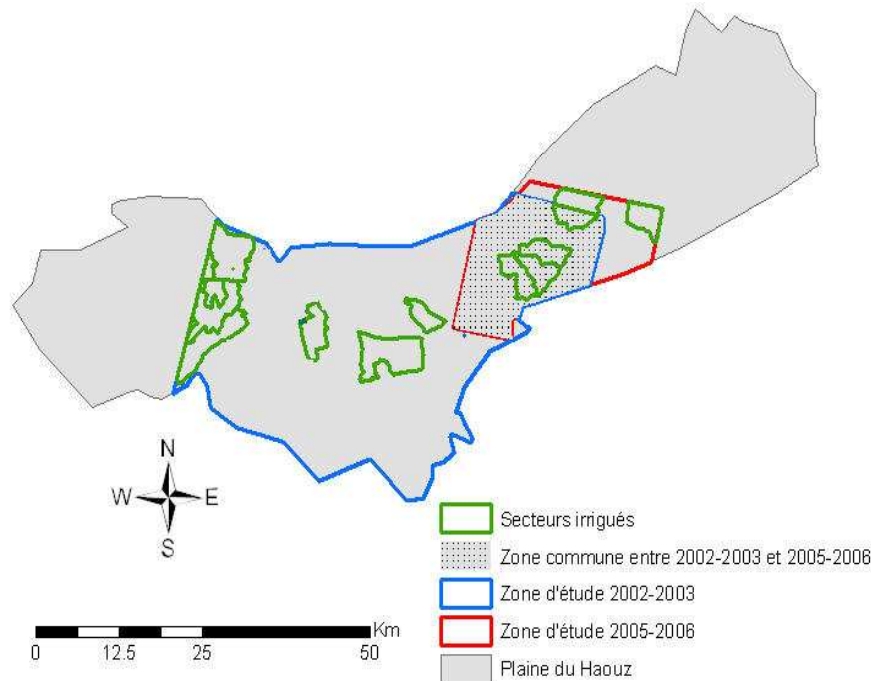 N
W E
S
Secteurs irrigués
Zone commune entre 2002-2003 et 2005-2006
Zone d'étude 2002-2003
Zone d'étude 2005-2006
Plaine du Haouz
Km
0 12.5 25 50